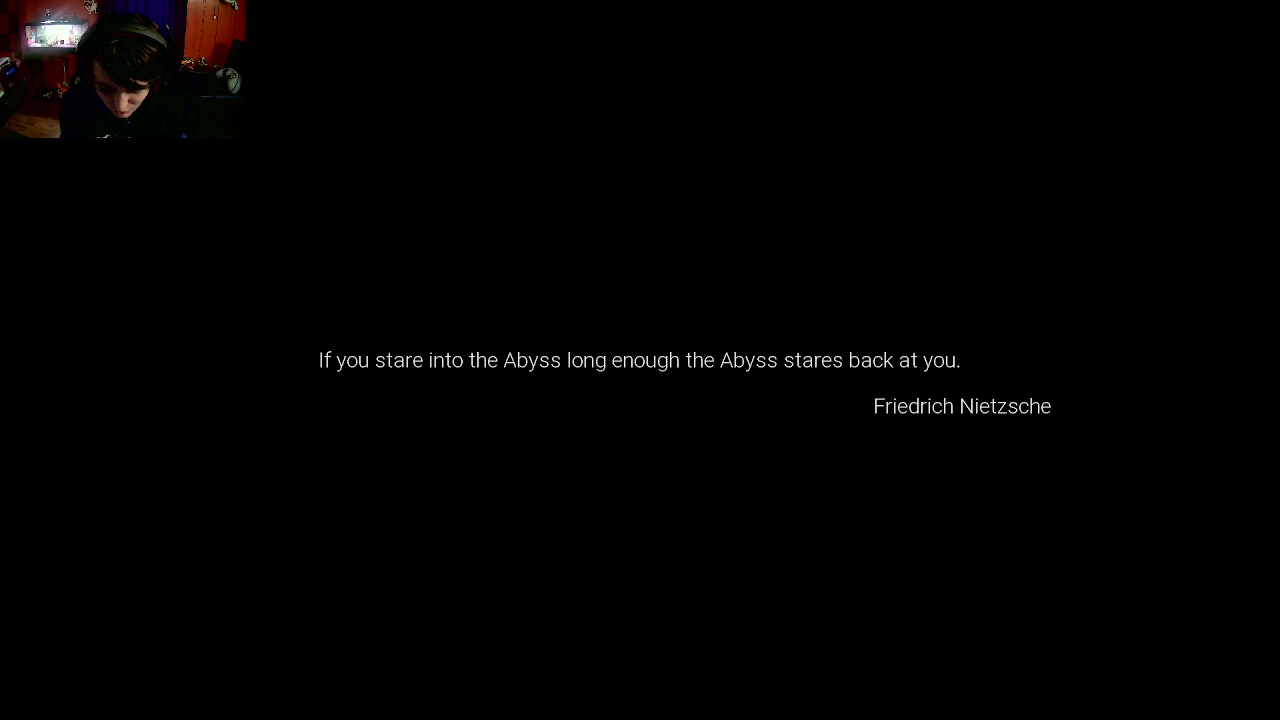 If you stare into the Abyss long enough the Abyss stares back at you.
Friedrich Nietzsche